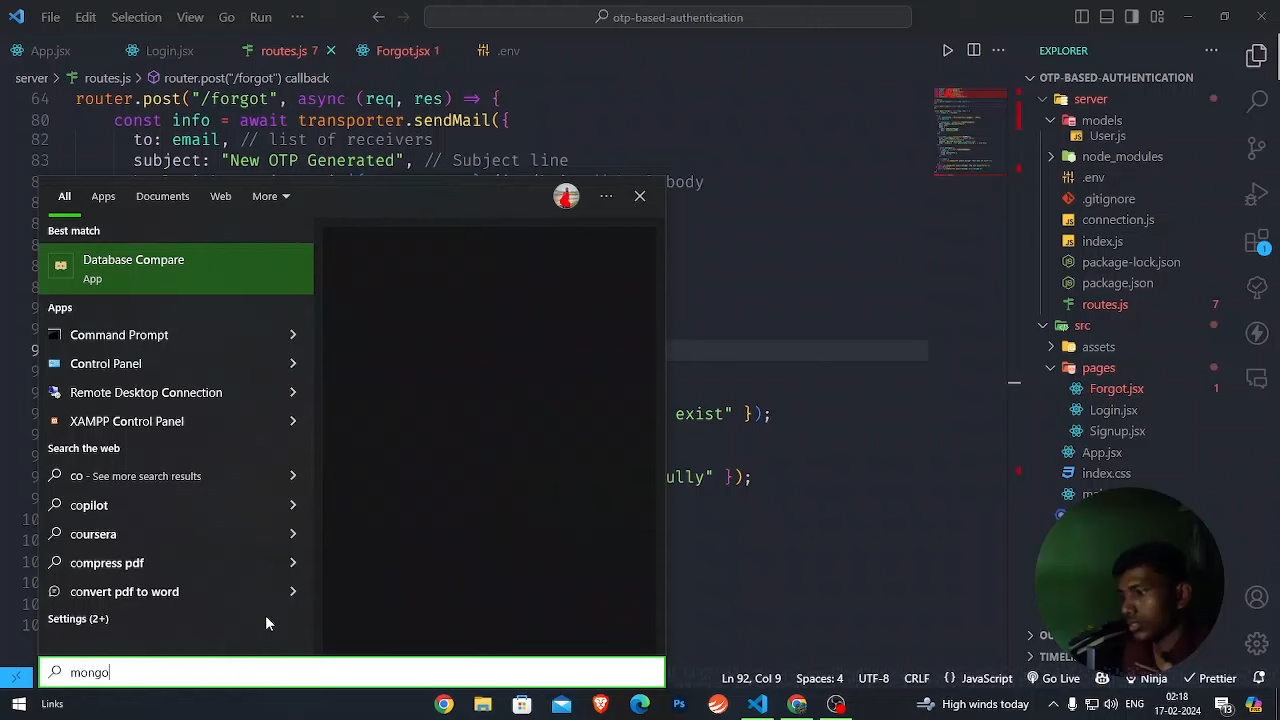 File Edit Selection View Go Run ··· otp-based-authentication
App.jsx Login.jsx routes.js 7 Forgot.jsx 1 .env
EXPLORER
server > routes.js > router.post("/forgot") callback
OTP-BASED-AUTHENTICATION
64 router.post("/forgot", async (req, res) => {
80 const info = await transporter.sendMail({
82 to: email, // list of receivers
83 subject: "New OTP Generated", // Subject line
body
exist" });
ully" });
All Apps Documents Web More
Best match
Database Compare
App
Apps
Command Prompt
Control Panel
Remote Desktop Connection
XAMPP Control Panel
Search the web
co - See more search results
copilot
coursera
compress pdf
convert pdf to word
Settings (2+)
mongo
server
models
User.js
node_modules
.env
.gitignore
connection.js
index.js
package-lock.json
package.json
routes.js 7
src
assets
pages
Forgot.jsx 1
Login.jsx
Signup.jsx
App.jsx
index.css
OU
TIMEL
Ln 92, Col 9 Spaces: 4 UTF-8 CRLF {} JavaScript Go Live Ninja Prettier
Links High winds today 02:18